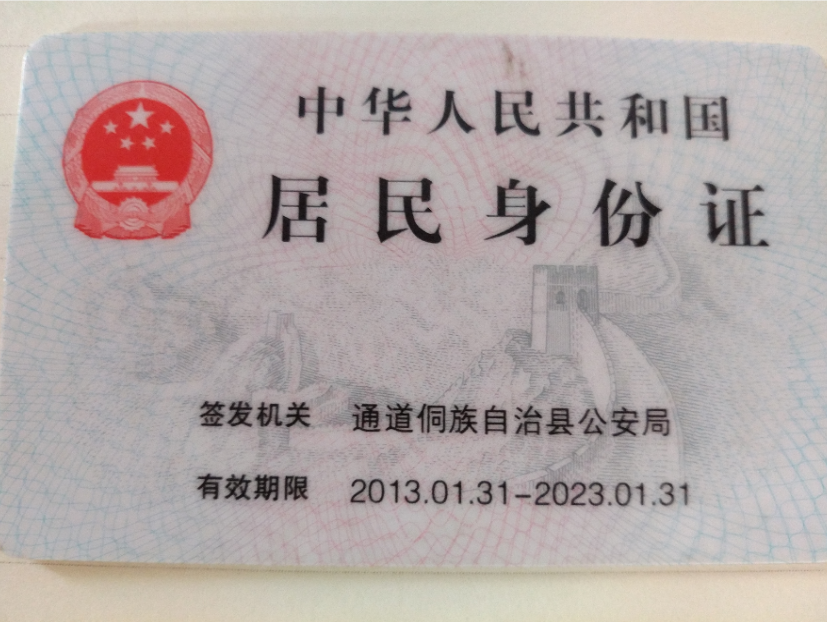 中华人民共和国
居民身份证
签发机关 通道侗族自治县公安局
有效期限 2013.01.31-2023.01.31